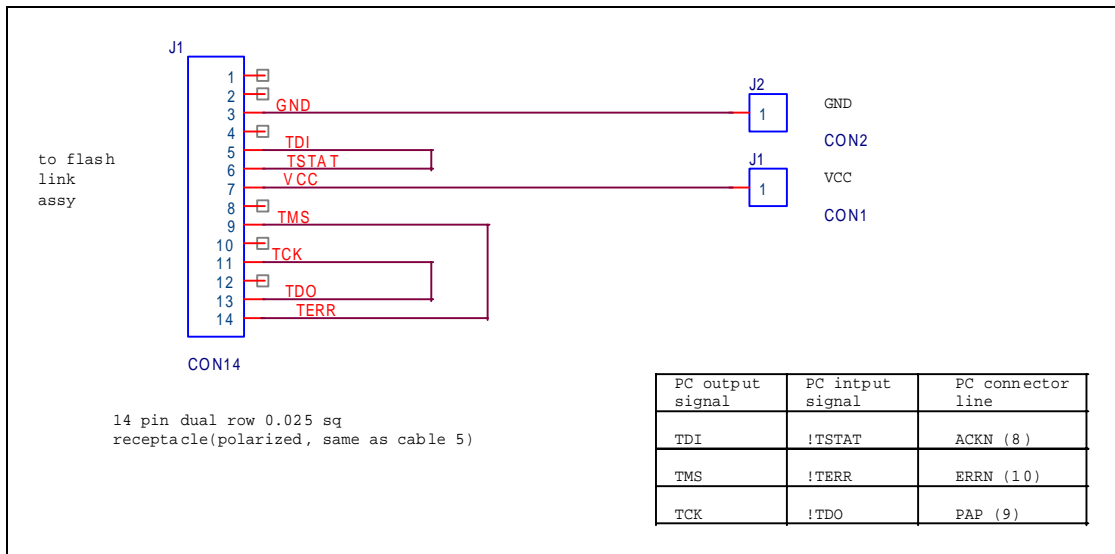 J1
1
2
3
4
5
6
7
8
9
10
11
12
13
14
GND
TDI
TSTAT
VCC
TMS
TCK
TDO
TERR
CON14
to flash
link
assy
J2
1
GND
CON2
J1
1
VCC
CON1
14 pin dual row 0.025 sq
receptacle(polarized, same as cable 5)
PC output signal PC intput signal PC connector line
TDI !TSTAT ACKN (8)
TMS !TERR ERRN (10)
TCK !TDO PAP (9)